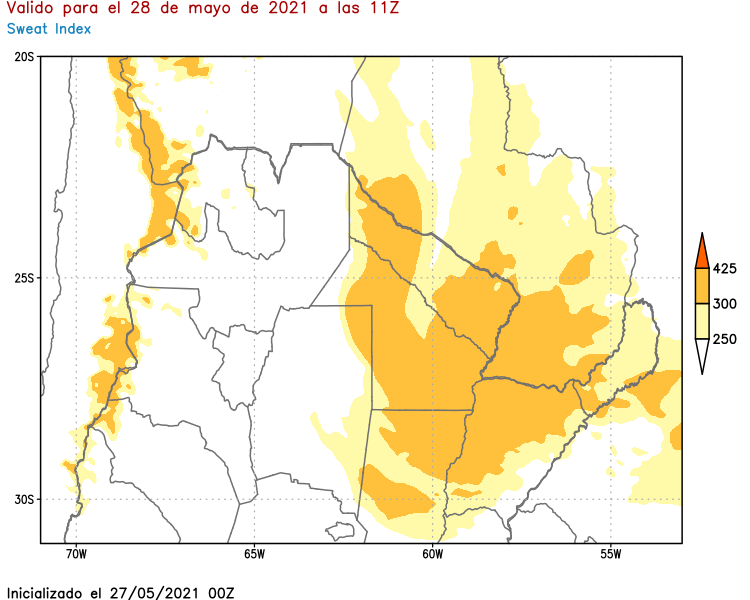 Valido para el 28 de mayo de 2021 a las 11Z
Sweat Index
20S
25S
30S
70W 65W 60W 55W
425
300
250
Inicializado el 27/05/2021 00Z